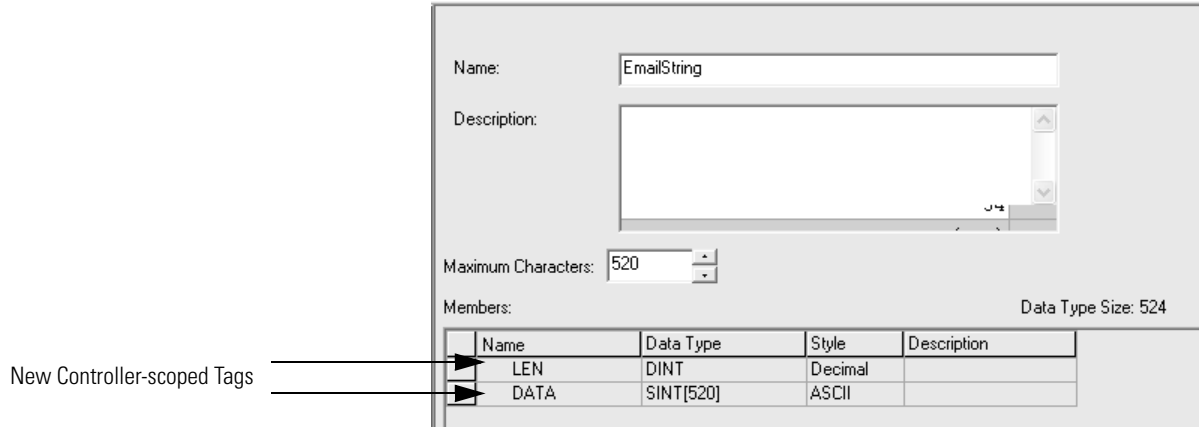 Name: EmailString
Description:
Maximum Characters: 520
Members: Data Type Size: 524
Name Data Type Style Description
LEN DINT Decimal
DATA SINT[520] ASCII
New Controller-scoped Tags